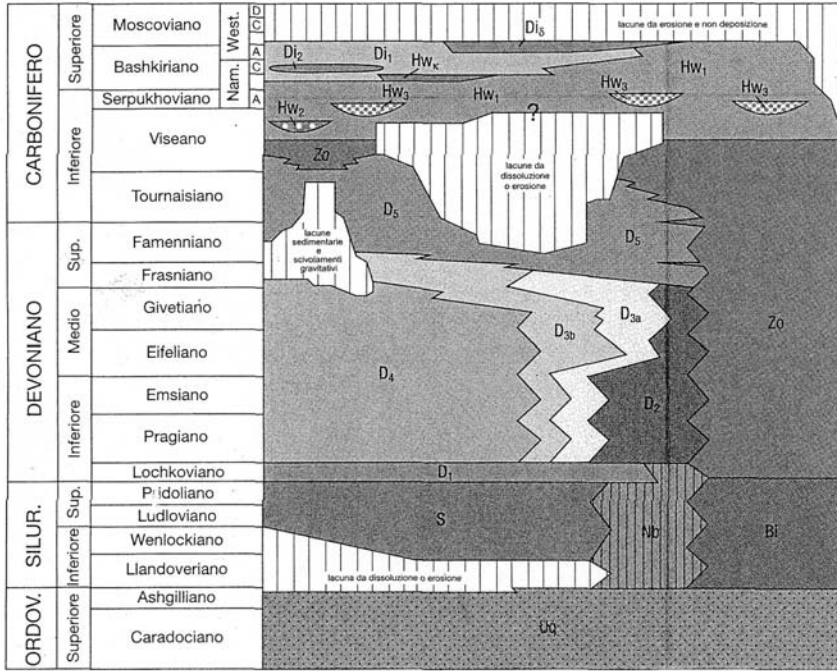 CARBONIFERO
DEVONIANO
SILUR.
ORDOV.
Superiore
Inferiore
Sup.
Medio
Inferiore
Sup.
Inferiore
Superiore
Moscoviano
Bashkiriano
Serpukhoviano
Viseano
Tournaisiano
Famenniano
Frasniano
Givetiano
Eifeliano
Emsiano
Pragiano
Lochkoviano
Pridoliano
Ludloviano
Wenlockiano
Llandoveriano
Ashgilliano
Caradociano
West.
Nam.
D
C
A
C
A
lacune da erosione e non deposizione
Diδ
Di2
Di1
Hwκ
Hw1
Hw3
Hw1
Hw3
Hw3
Hw2
?
Zo
lacune da
dissoluzione
o erosione
D5
lacune
sedimentarie
e
scivolamenti
gravitativi
D5
D3a
D3b
Zo
D4
D2
D1
S
Nb
Bi
lacuna da dissoluzione o erosione
Uq